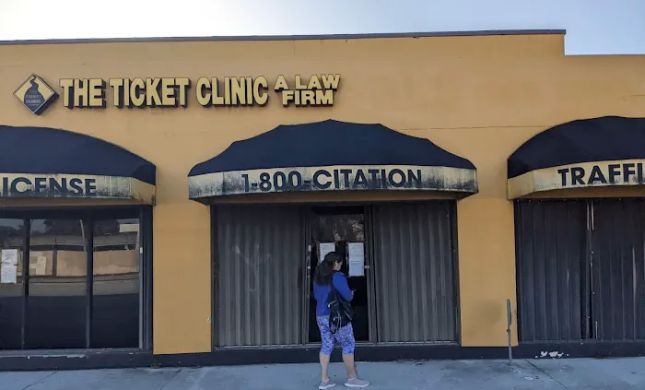 THE TICKET CLINIC A LAW
FIRM
ICENSE
1-800-CITATION
TRAFFI